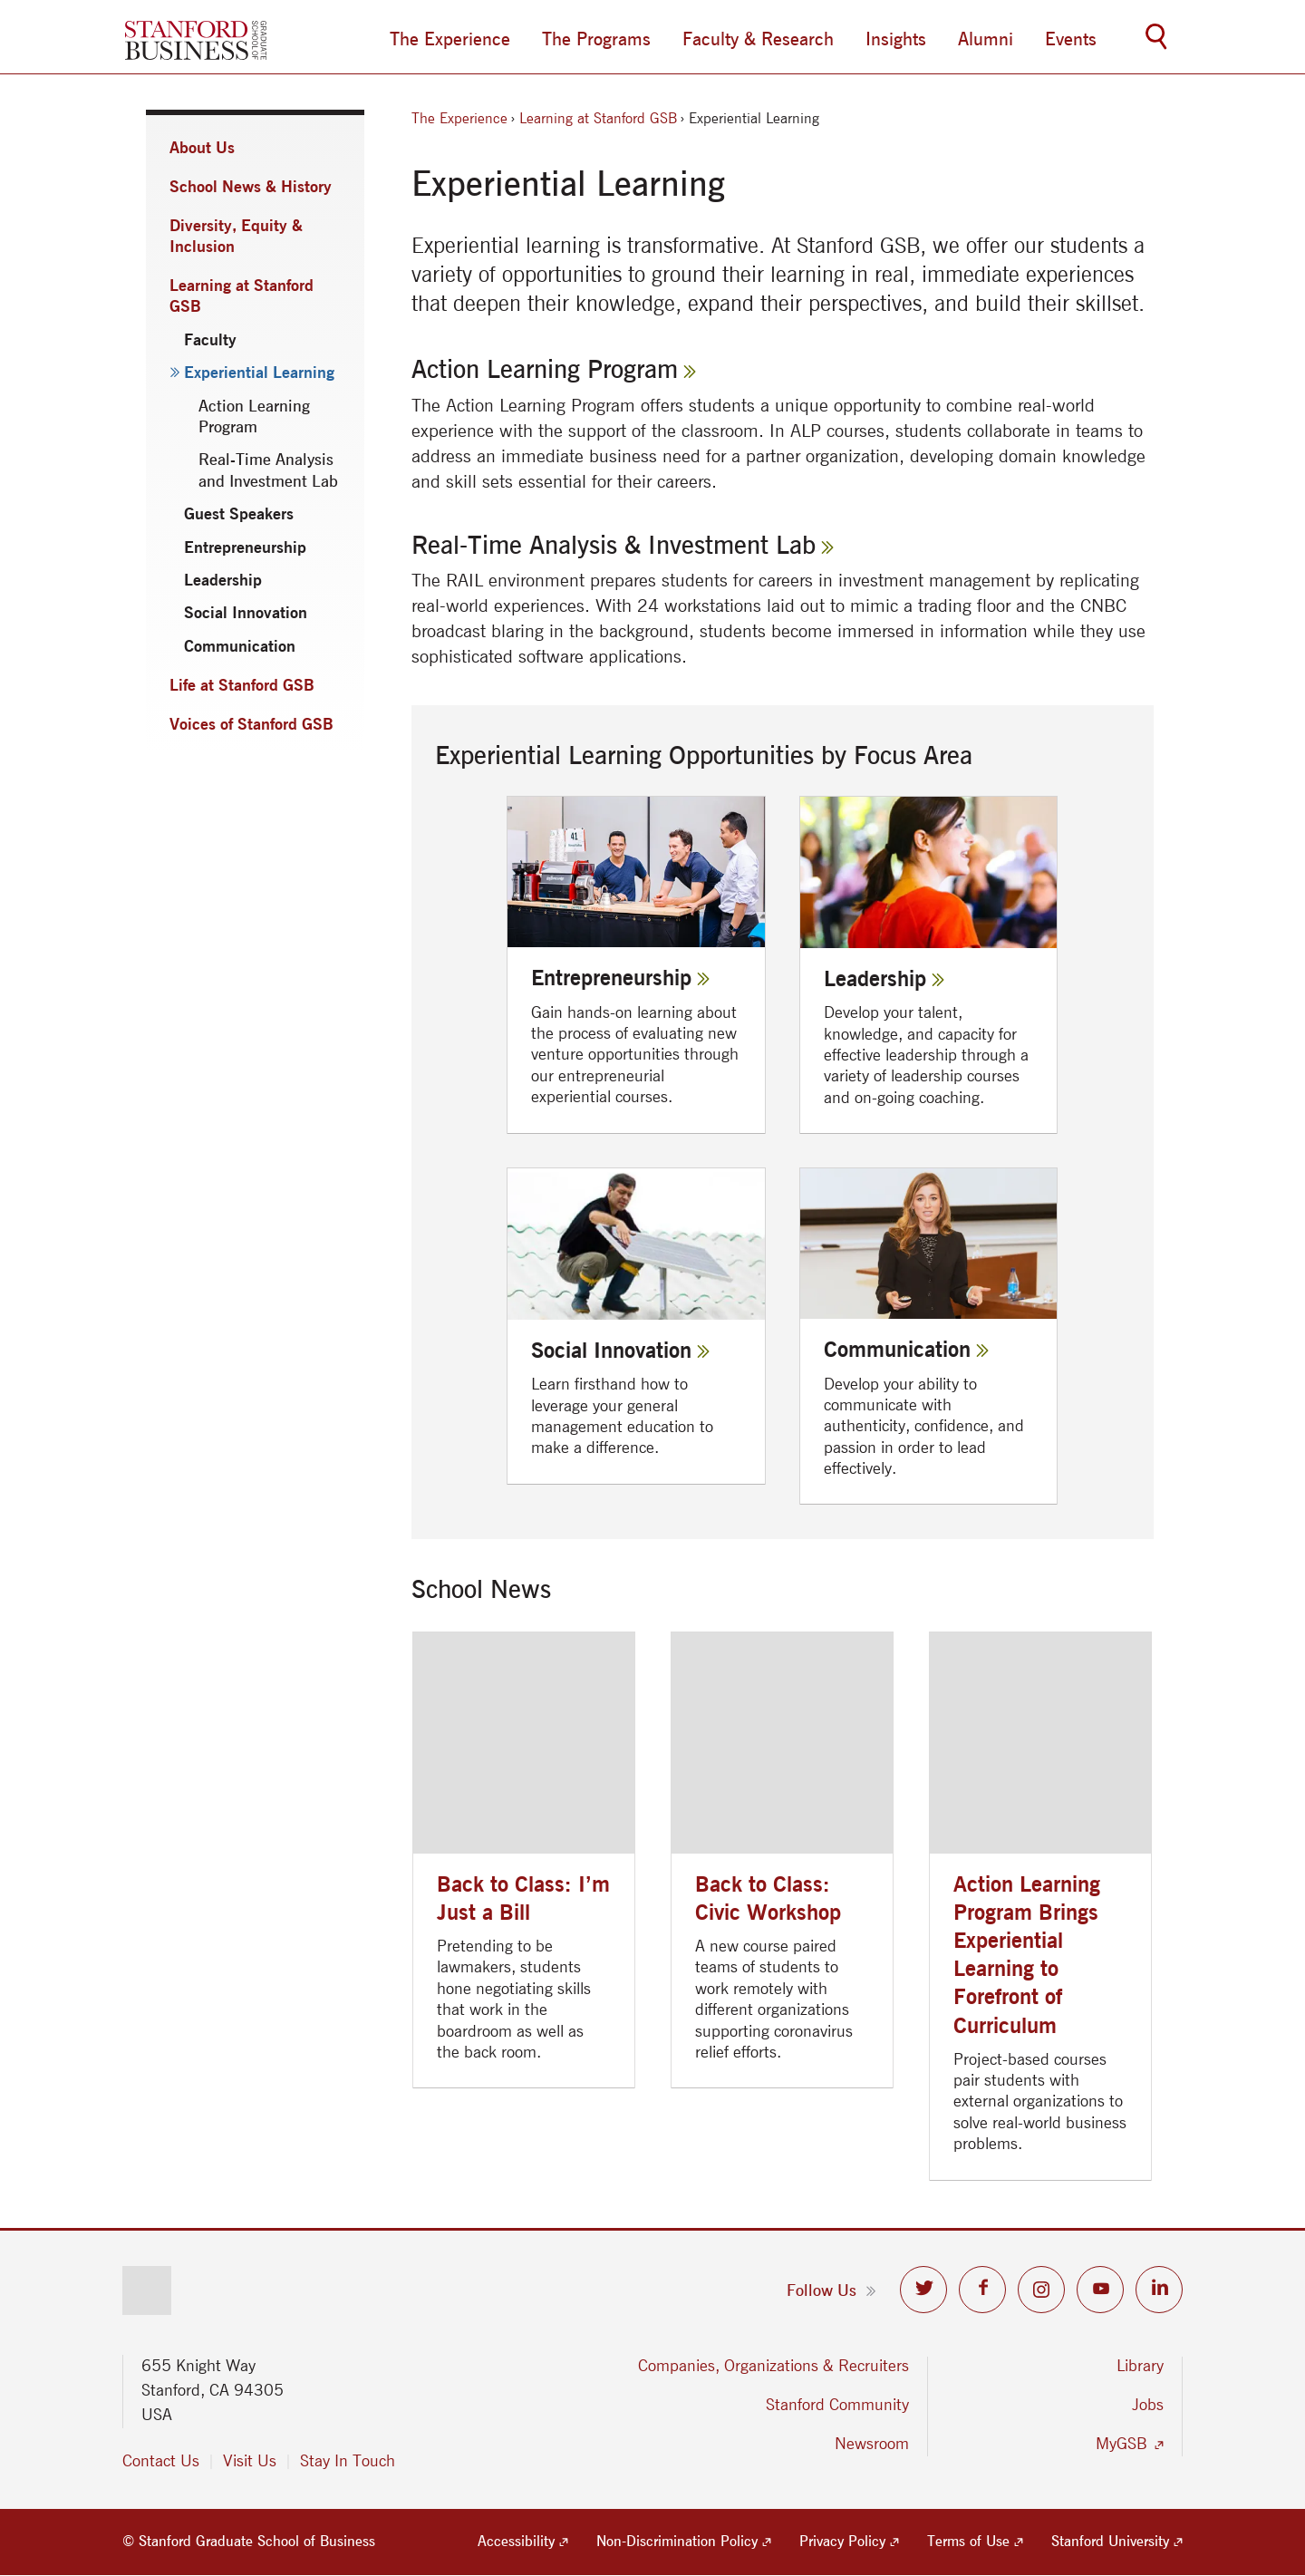 STANFORD
BUSINESS
GRADUATE
SCHOOL OF
The Experience
The Programs
Faculty & Research
Insights
Alumni
Events
About Us
School News & History
Diversity, Equity &
Inclusion
Learning at Stanford
GSB
Faculty
» Experiential Learning
Action Learning
Program
Real-Time Analysis
and Investment Lab
Guest Speakers
Entrepreneurship
Leadership
Social Innovation
Communication
Life at Stanford GSB
Voices of Stanford GSB
The Experience › Learning at Stanford GSB › Experiential Learning
Experiential Learning
Experiential learning is transformative. At Stanford GSB, we offer our students a
variety of opportunities to ground their learning in real, immediate experiences
that deepen their knowledge, expand their perspectives, and build their skillset.
Action Learning Program »
The Action Learning Program offers students a unique opportunity to combine real-world
experience with the support of the classroom. In ALP courses, students collaborate in teams to
address an immediate business need for a partner organization, developing domain knowledge
and skill sets essential for their careers.
Real-Time Analysis & Investment Lab »
The RAIL environment prepares students for careers in investment management by replicating
real-world experiences. With 24 workstations laid out to mimic a trading floor and the CNBC
broadcast blaring in the background, students become immersed in information while they use
sophisticated software applications.
Experiential Learning Opportunities by Focus Area
41
Entrepreneurship »
Gain hands-on learning about
the process of evaluating new
venture opportunities through
our entrepreneurial
experiential courses.
Leadership »
Develop your talent,
knowledge, and capacity for
effective leadership through a
variety of leadership courses
and on-going coaching.
Social Innovation »
Learn firsthand how to
leverage your general
management education to
make a difference.
Communication »
Develop your ability to
communicate with
authenticity, confidence, and
passion in order to lead
effectively.
School News
Back to Class: I’m
Just a Bill
Pretending to be
lawmakers, students
hone negotiating skills
that work in the
boardroom as well as
the back room.
Back to Class:
Civic Workshop
A new course paired
teams of students to
work remotely with
different organizations
supporting coronavirus
relief efforts.
Action Learning
Program Brings
Experiential
Learning to
Forefront of
Curriculum
Project-based courses
pair students with
external organizations to
solve real-world business
problems.
Follow Us »
655 Knight Way
Stanford, CA 94305
USA
Contact Us | Visit Us | Stay In Touch
Companies, Organizations & Recruiters
Stanford Community
Newsroom
Library
Jobs
MyGSB
© Stanford Graduate School of Business
Accessibility
Non-Discrimination Policy
Privacy Policy
Terms of Use
Stanford University